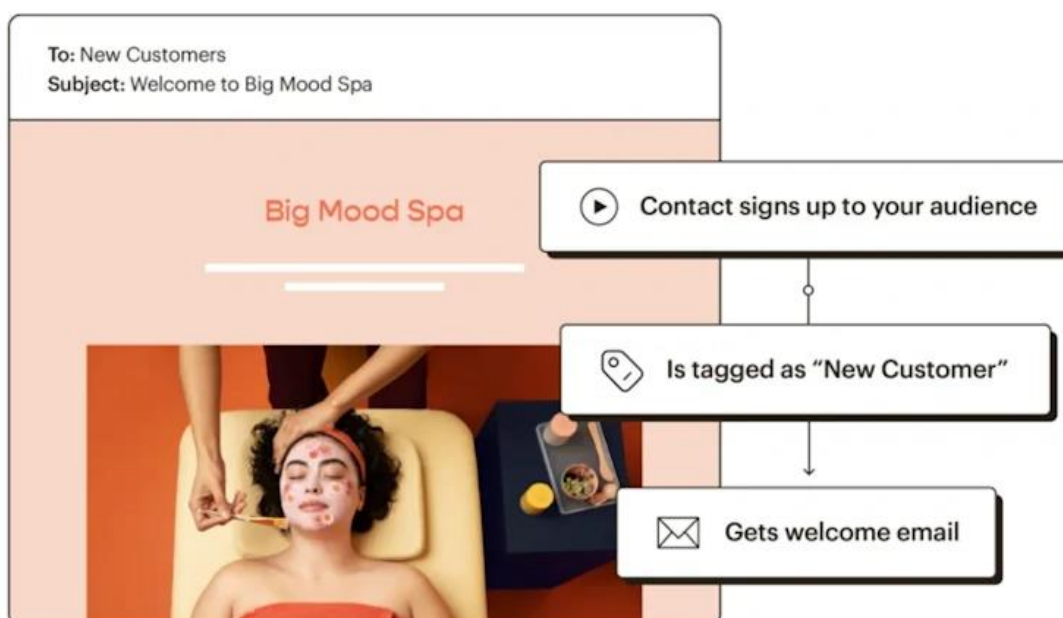 To: New Customers
Subject: Welcome to Big Mood Spa
Big Mood Spa
Contact signs up to your audience
Is tagged as “New Customer”
Gets welcome email